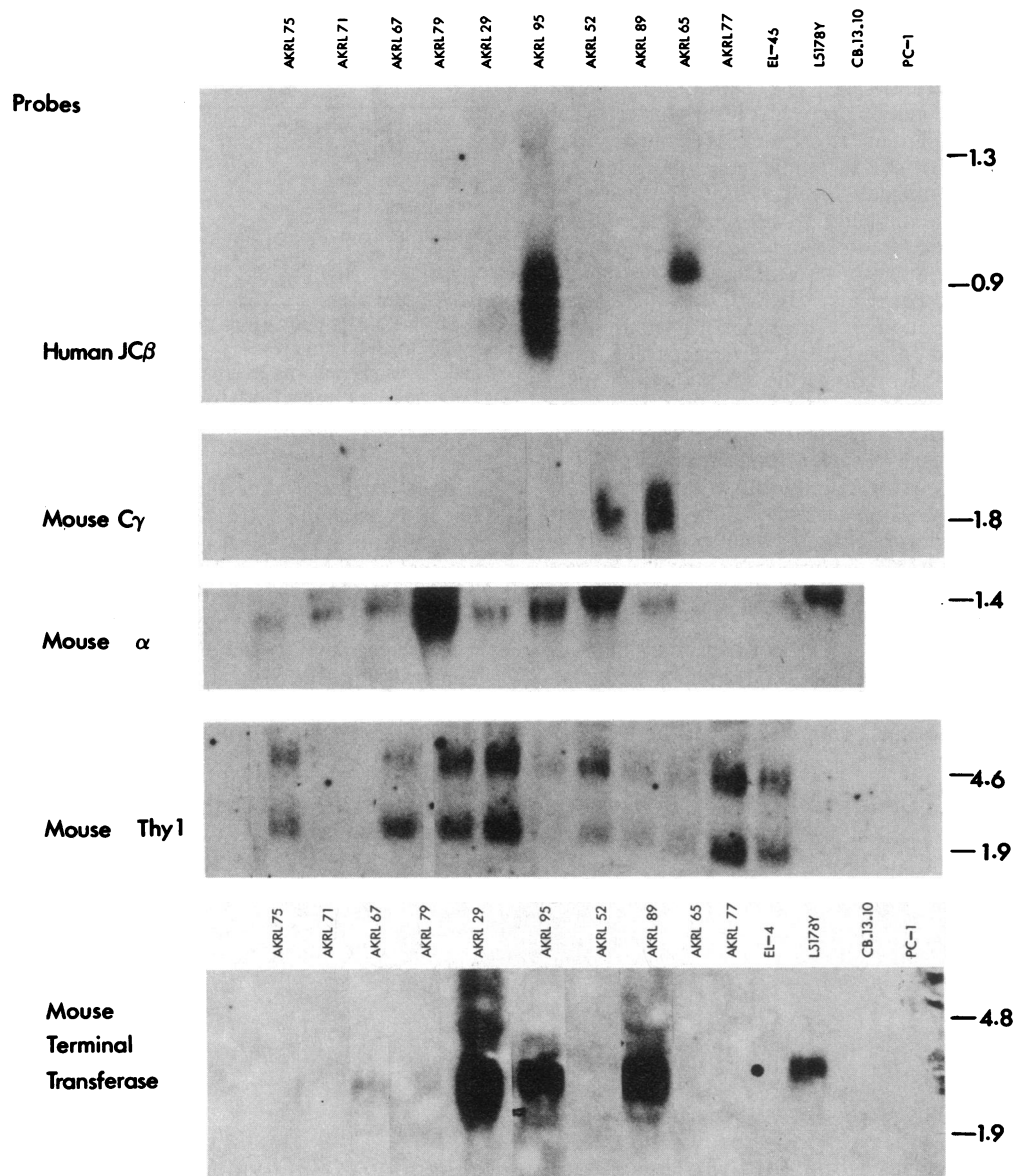 AKRL 75 AKRL 71 AKRL 67 AKRL 79 AKRL 29 AKRL 95 AKRL 52 AKRL 89 AKRL 65 AKRL 77 EL-45 L5178Y CB.13.10 PC-1
Probes
-1.3
-0.9
Human JCβ
Mouse Cγ
-1.8
-1.4
Mouse α
-4.6
Mouse Thy1
-1.9
AKRL 75 AKRL 71 AKRL 67 AKRL 79 AKRL 29 AKRL 95 AKRL 52 AKRL 89 AKRL 65 AKRL 77 EL-4 L5178Y CB.13.10 PC-1
Mouse
-4.8
Terminal
Transferase
-1.9